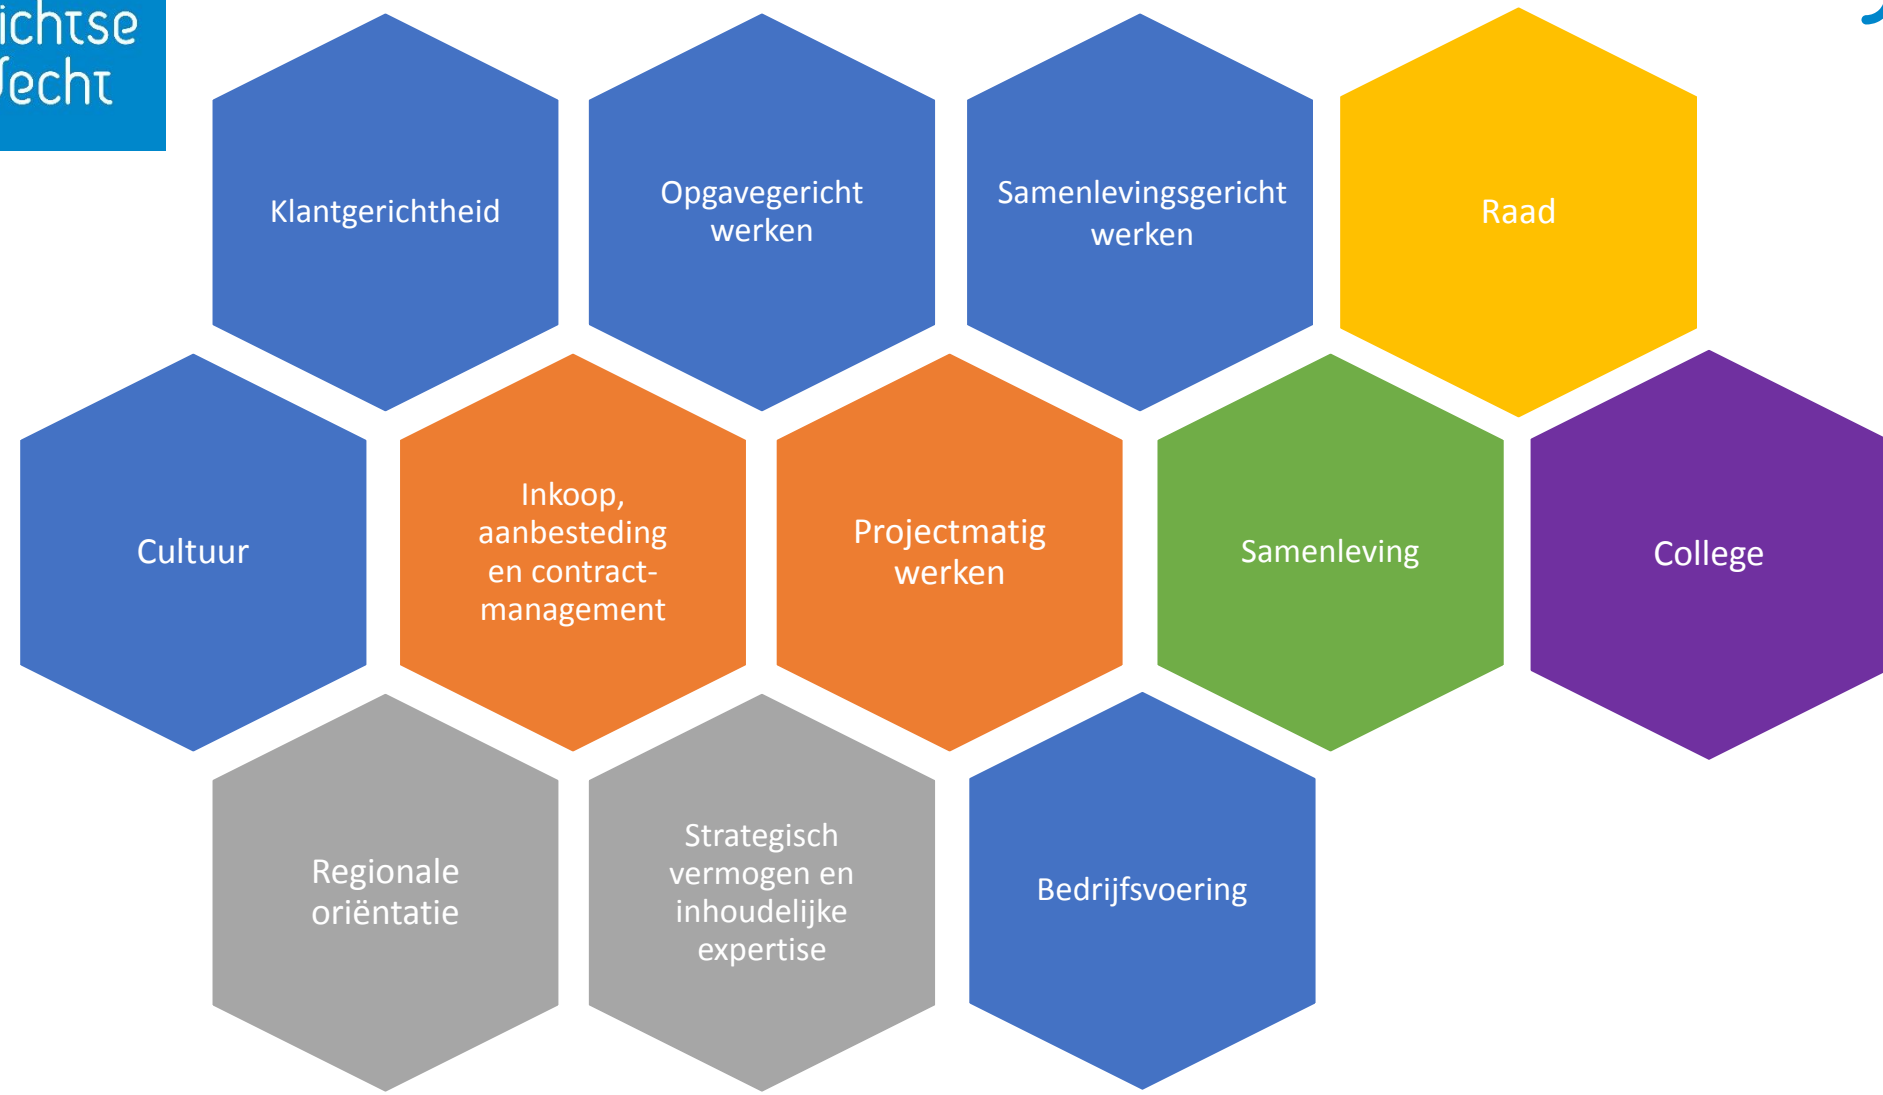 ichtse
Vecht
Klantgerichtheid
Opgavegericht
werken
Samenlevingsgericht
werken
Raad
Cultuur
Inkoop,
aanbesteding
en contract-
management
Projectmatig
werken
Samenleving
College
Regionale
oriëntatie
Strategisch
vermogen en
inhoudelijke
expertise
Bedrijfsvoering